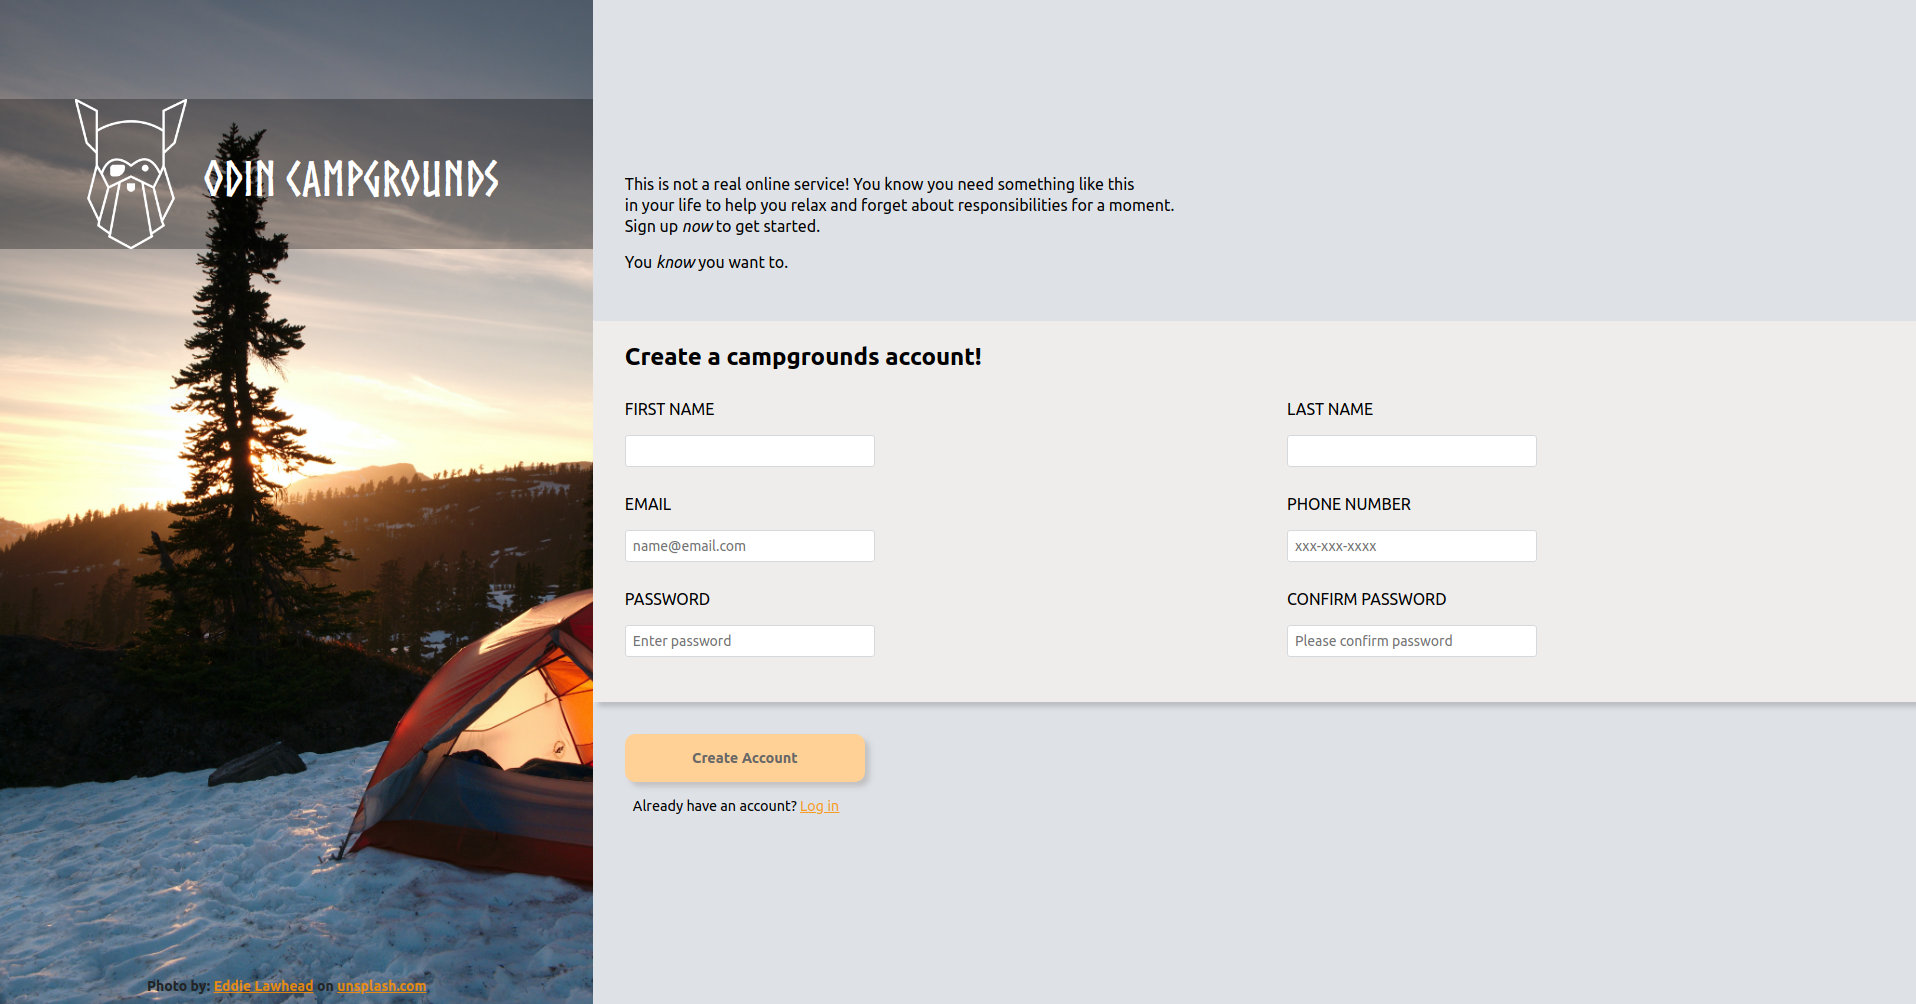 ODIN CAMPGROUNDS
This is not a real online service! You know you need something like this
in your life to help you relax and forget about responsibilities for a moment.
Sign up now to get started.
You know you want to.
Create a campgrounds account!
FIRST NAME
LAST NAME
EMAIL
PHONE NUMBER
name@email.com
xxx-xxx-xxxx
PASSWORD
CONFIRM PASSWORD
Enter password
Please confirm password
Create Account
Already have an account? Log in
Photo by: Eddie Lawhead on unsplash.com